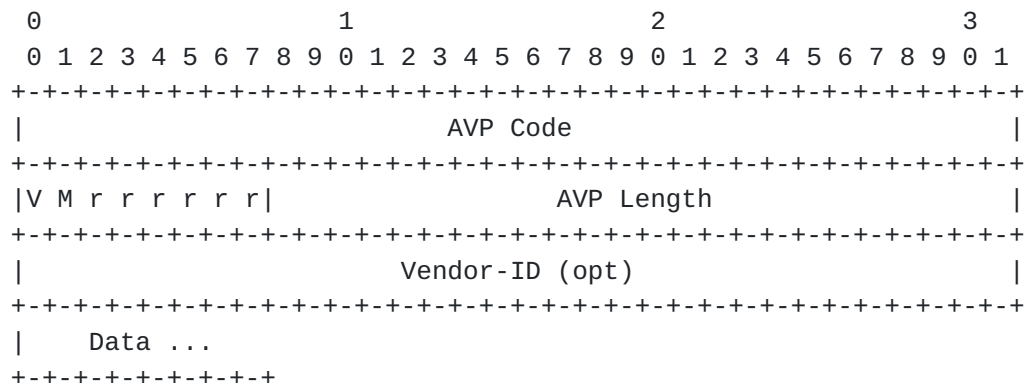 0                   1                   2                   3
 0 1 2 3 4 5 6 7 8 9 0 1 2 3 4 5 6 7 8 9 0 1 2 3 4 5 6 7 8 9 0 1
+-+-+-+-+-+-+-+-+-+-+-+-+-+-+-+-+-+-+-+-+-+-+-+-+-+-+-+-+-+-+-+-+
|                           AVP Code                            |
+-+-+-+-+-+-+-+-+-+-+-+-+-+-+-+-+-+-+-+-+-+-+-+-+-+-+-+-+-+-+-+-+
|V M r r r r r r|                  AVP Length                   |
+-+-+-+-+-+-+-+-+-+-+-+-+-+-+-+-+-+-+-+-+-+-+-+-+-+-+-+-+-+-+-+-+
|                        Vendor-ID (opt)                        |
+-+-+-+-+-+-+-+-+-+-+-+-+-+-+-+-+-+-+-+-+-+-+-+-+-+-+-+-+-+-+-+-+
|    Data ...
+-+-+-+-+-+-+-+-+